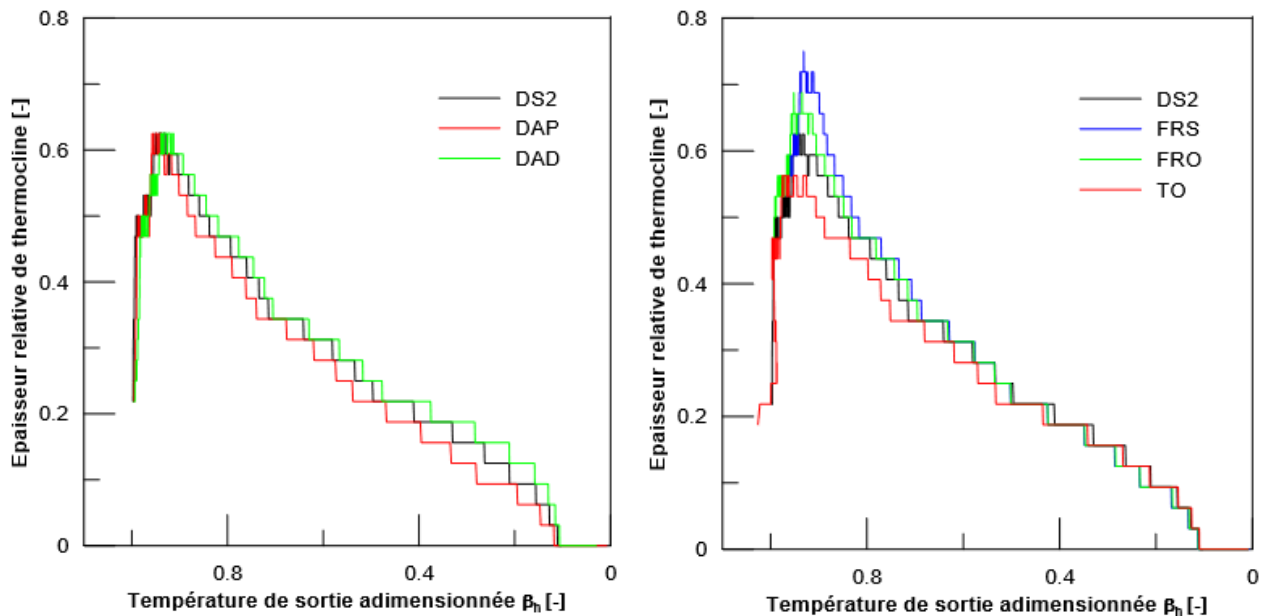 0.8
0.6
0.4
0.2
0
Epaisseur relative de thermocline [-]
DS2
DAP
DAD
0.8
0.4
0
Température de sortie adimensionnée βh [-]
0.8
0.6
0.4
0.2
0
Epaisseur relative de thermocline [-]
DS2
FRS
FRO
TO
0.8
0.4
0
Température de sortie adimensionnée βh [-]